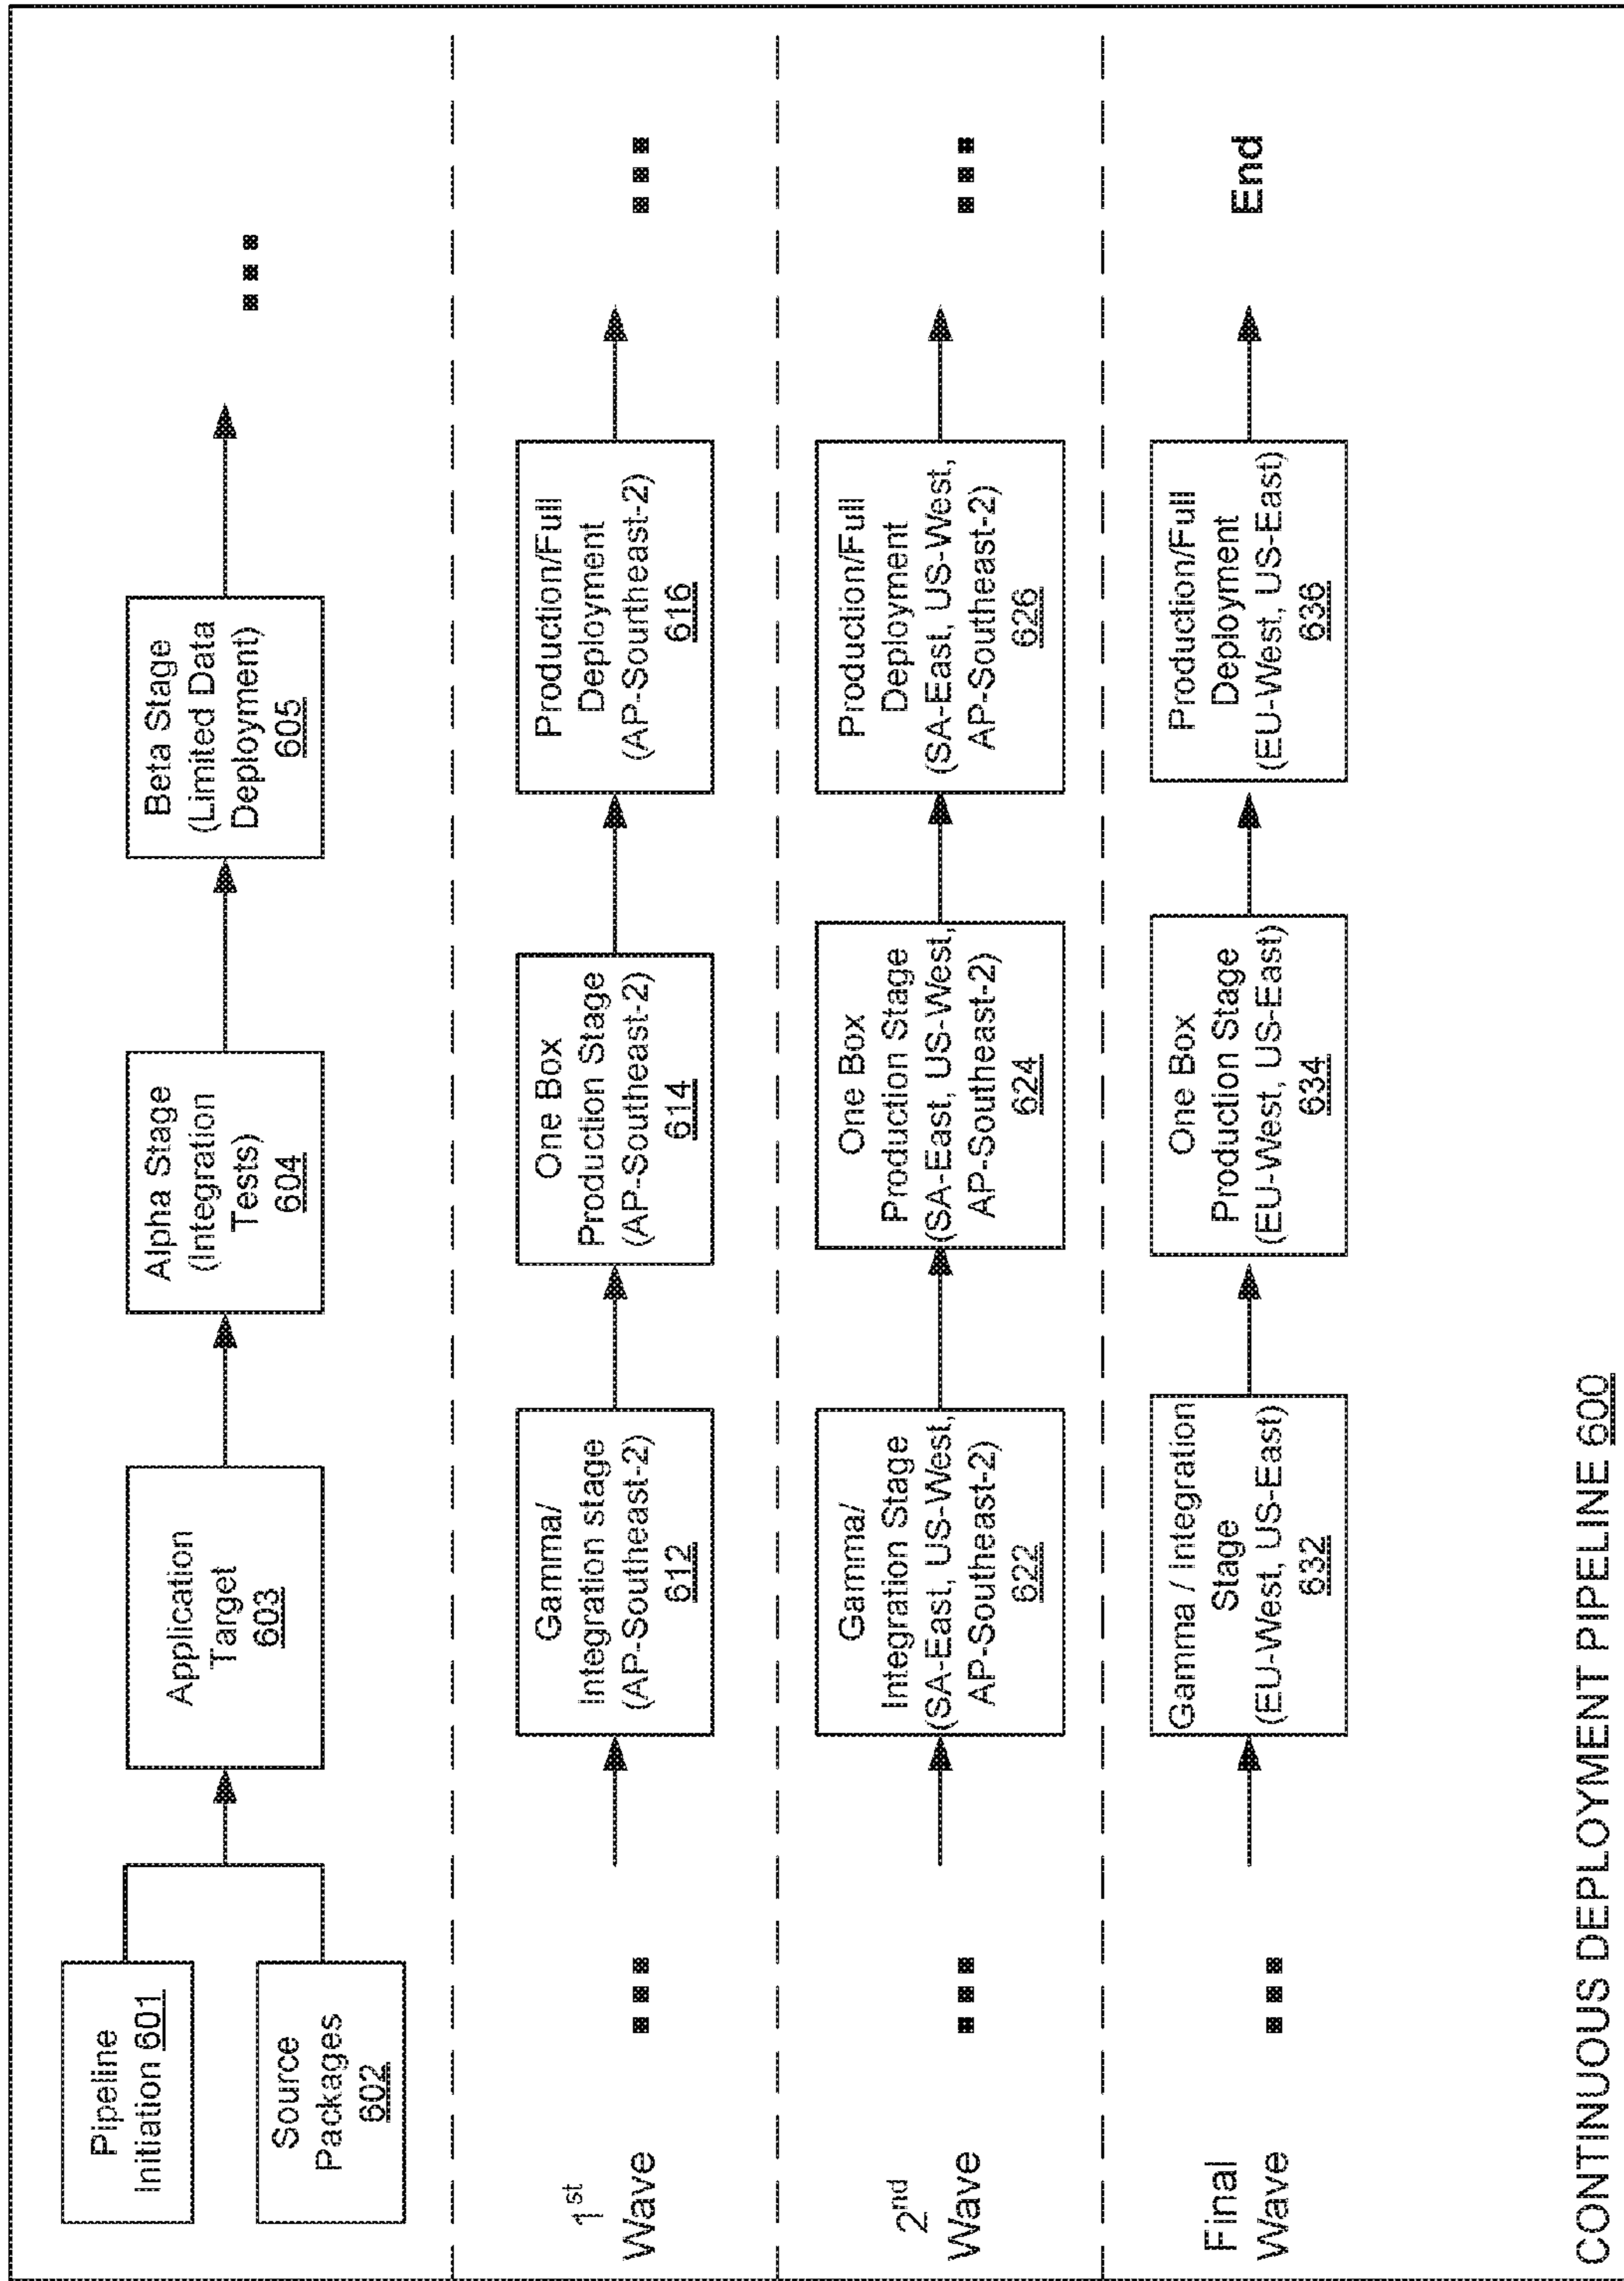 Pipeline
Initiation 601
Source
Packages
602
Application
Target
603
Alpha Stage
(Integration
Tests)
604
Beta Stage
(Limited Data
Deployment)
605
1st
Wave
Gamma/
Integration stage
(AP-Southeast-2)
612
One Box
Production Stage
(AP-Southeast-2)
614
Production/Full
Deployment
(AP-Sourtheast-2)
616
2nd
Wave
Gamma/
Integration Stage
(SA-East, US-West,
AP-Southeast-2)
622
One Box
Production Stage
(SA-East, US-West,
AP-Southeast-2)
624
Production/Full
Deployment
(SA-East, US-West,
AP-Southeast-2)
626
Final
Wave
Gamma / Integration
Stage
(EU-West, US-East)
632
One Box
Production Stage
(EU-West, US-East)
634
Production/Full
Deployment
(EU-West, US-East)
636
End
CONTINUOUS DEPLOYMENT PIPELINE 600